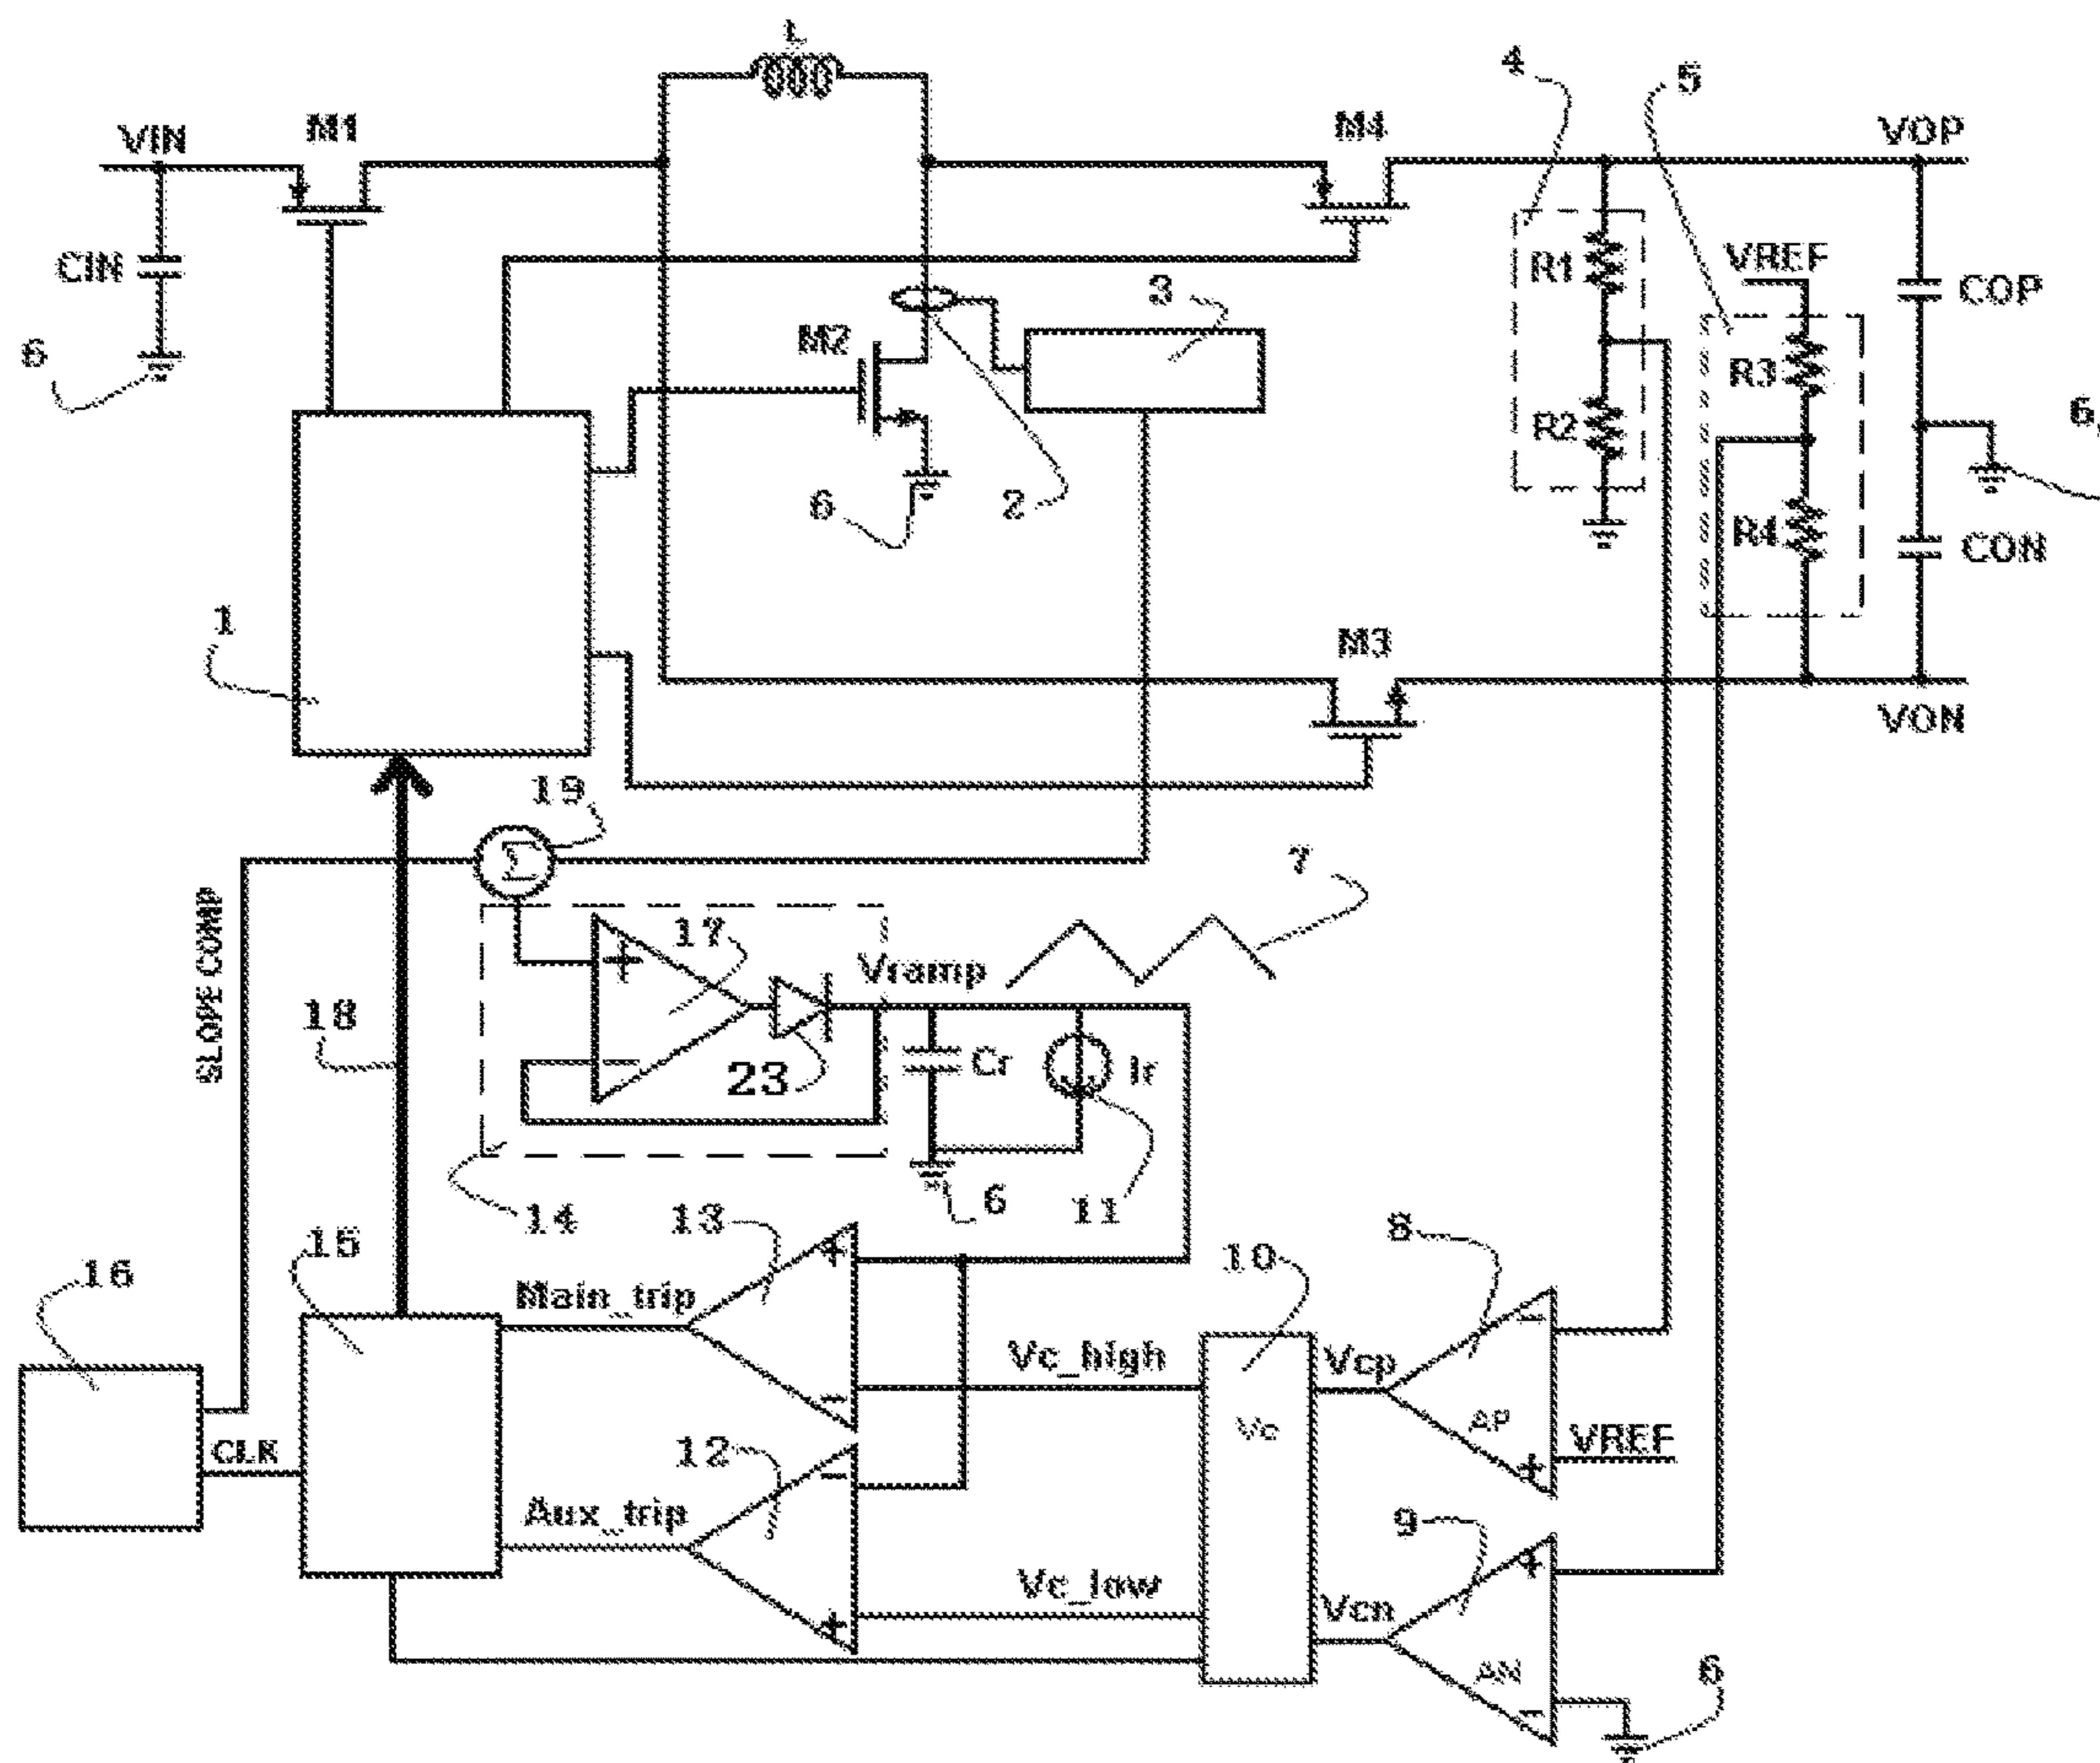 L
4
5
VIN
M1
M4
VOP
CIN
R1
VREF
COP
3
M2
6
R3
6
R2
6
2
R4
CON
1
M3
VON
19
Σ
7
SLOPE COMP
17
+
Vramp
18
23
Cr
Ir
−
14
6
11
13
8
15
10
16
+
Main_trip
−
Vc_high
Vcp
Vc
AP
VREF
CLK
12
−
+
Aux_trip
9
+
Vc_low
Vcn
+
AN
6
−